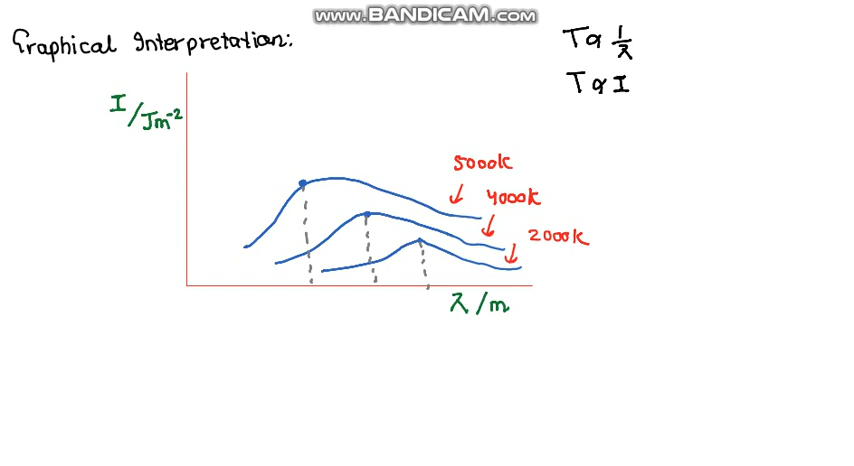 www.BANDICAM.com
Graphical Interpretation:
T α 1/λ
T α I
I/Jm⁻²
5000k
4000k
2000k
λ/m